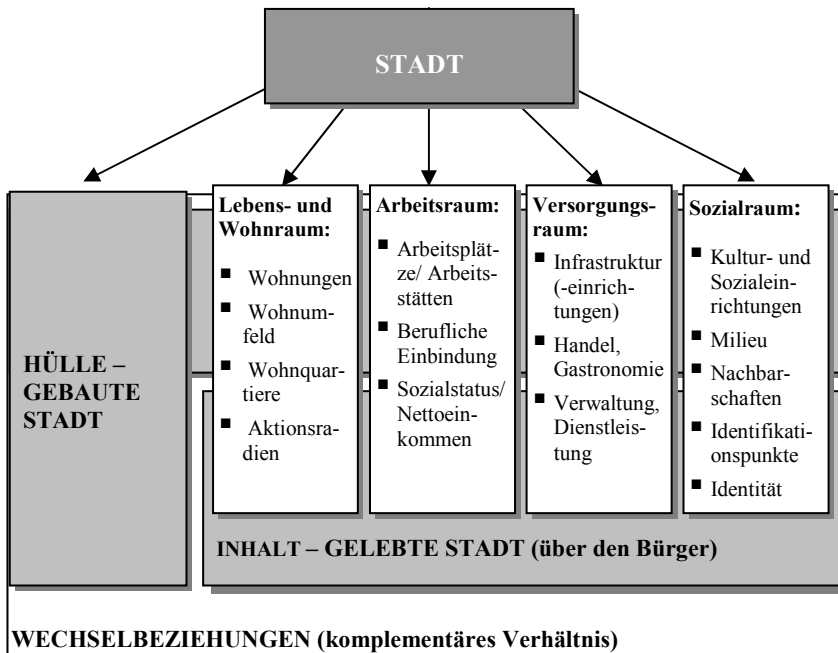 STADT
HÜLLE –
GEBAUTE
STADT
Lebens- und
Wohnraum:
■ Wohnungen
■ Wohnum-
feld
■ Wohnquar-
tiere
■ Aktionsra-
dien
Arbeitsraum:
■ Arbeitsplät-
ze/ Arbeits-
stätten
■ Berufliche
Einbindung
■ Sozialstatus/
Nettoein-
kommen
Versorgungs-
raum:
■ Infrastruktur
(-einrich-
tungen)
■ Handel,
Gastronomie
■ Verwaltung,
Dienstleis-
tung
Sozialraum:
■ Kultur- und
Sozialein-
richtungen
■ Milieu
■ Nachbar-
schaften
■ Identifikati-
onspunkte
■ Identität
INHALT – GELEBTE STADT (über den Bürger)
WECHSELBEZIEHUNGEN (komplementäres Verhältnis)